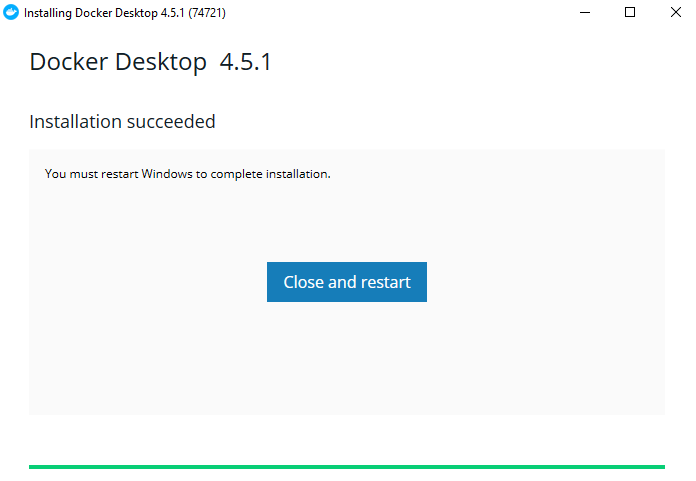 Installing Docker Desktop 4.5.1 (74721)
Docker Desktop 4.5.1
Installation succeeded
You must restart Windows to complete installation.
Close and restart